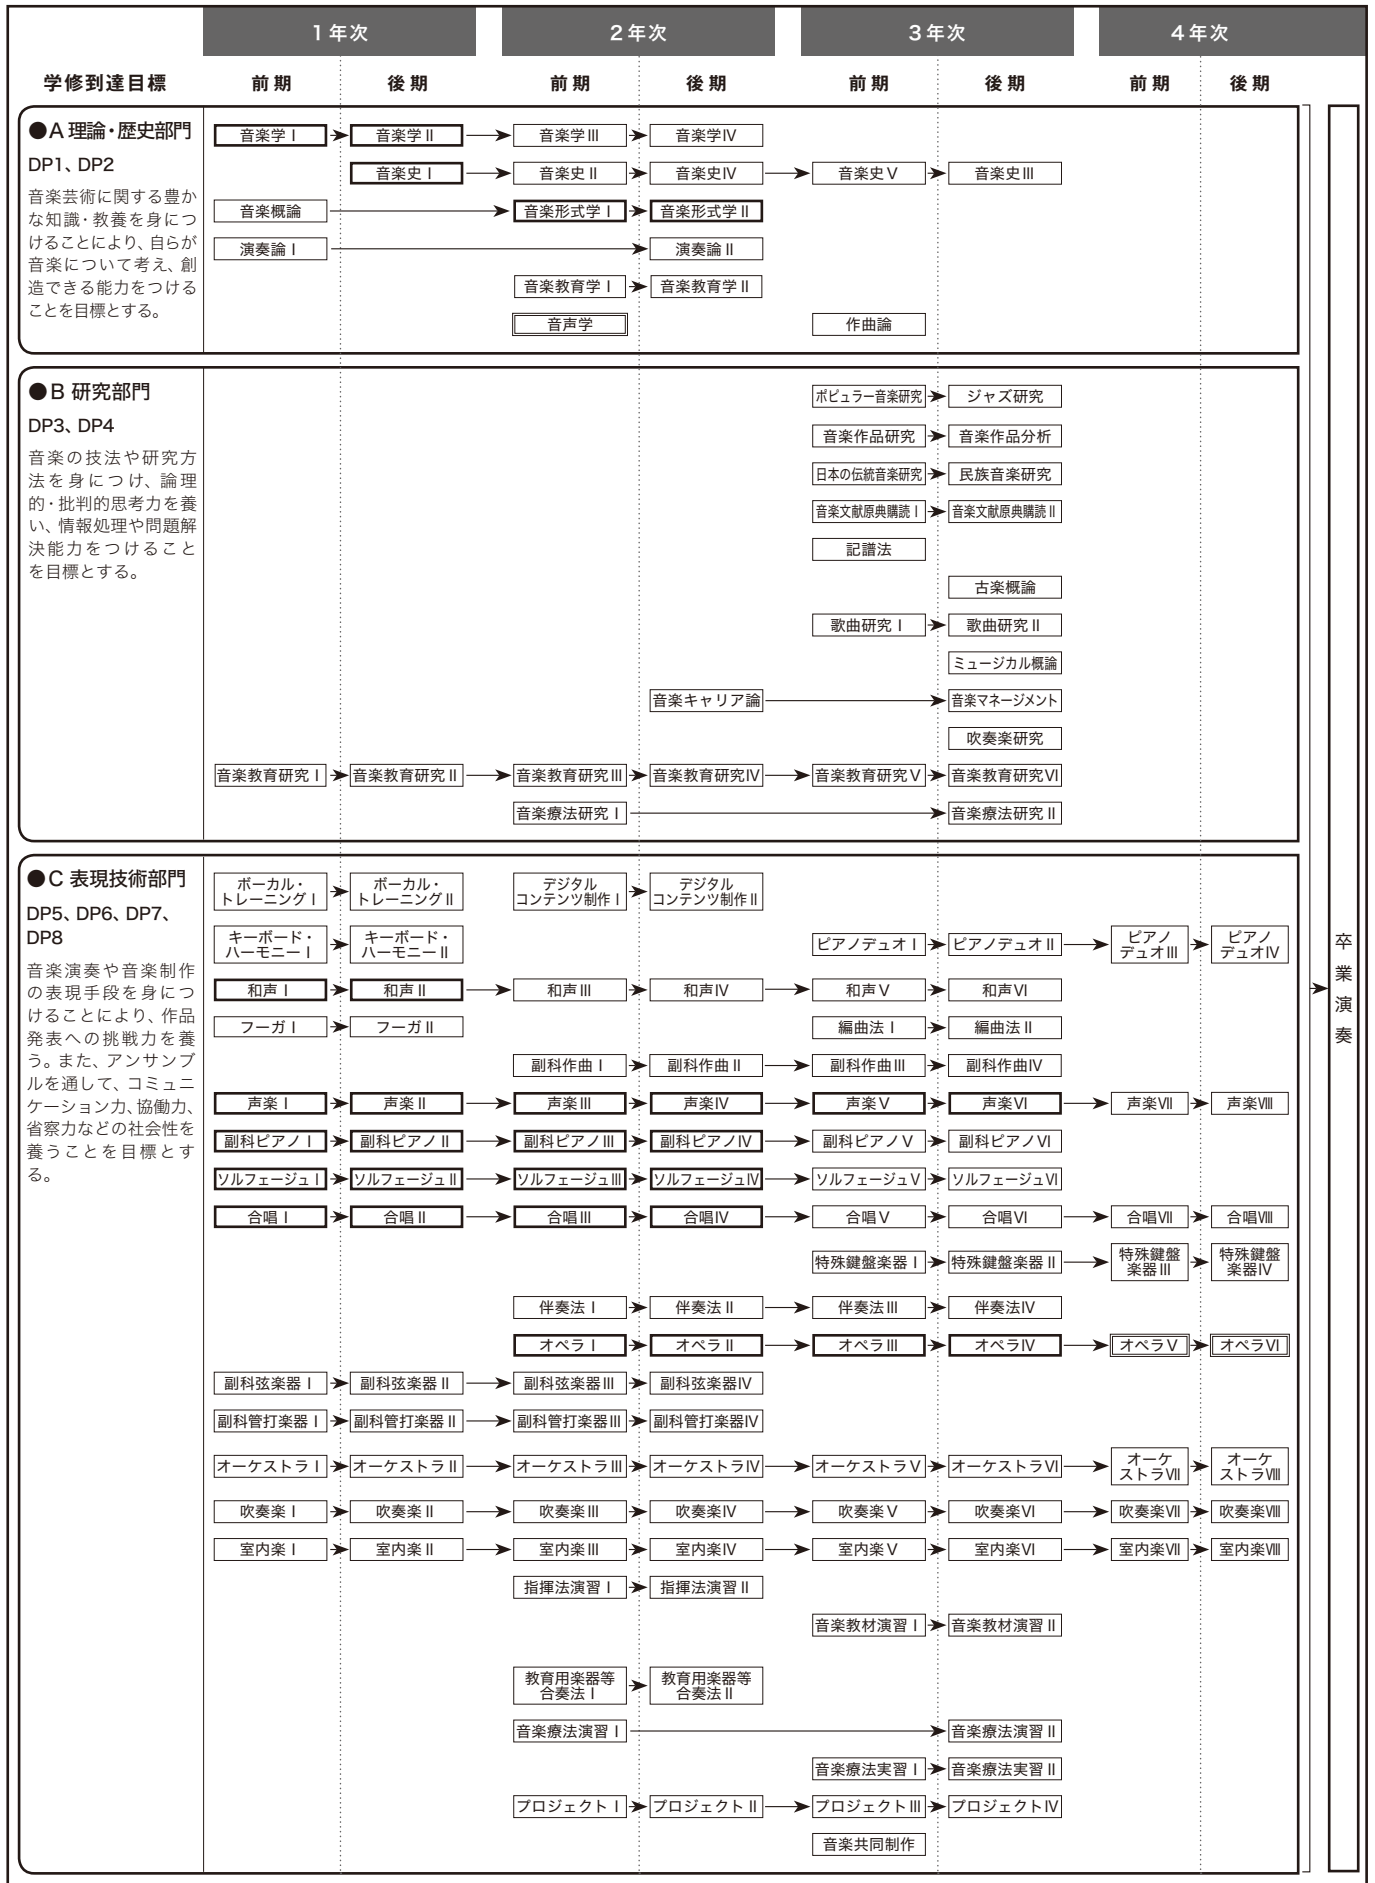 1年次 2年次 3年次 4年次
学修到達目標 前期 後期 前期 後期 前期 後期 前期 後期
●A 理論・歴史部門
DP1、DP2
音楽芸術に関する豊か
な知識・教養を身につ
けることにより、自らが
音楽について考え、創
造できる能力をつける
ことを目標とする。
音楽学Ⅰ 音楽学Ⅱ 音楽学Ⅲ 音楽学Ⅳ
音楽史Ⅰ 音楽史Ⅱ 音楽史Ⅳ 音楽史Ⅴ 音楽史Ⅲ
音楽概論 音楽形式学Ⅰ 音楽形式学Ⅱ
演奏論Ⅰ 演奏論Ⅱ
音楽教育学Ⅰ 音楽教育学Ⅱ
音声学 作曲論
●B 研究部門
DP3、DP4
音楽の技法や研究方
法を身につけ、論理
的・批判的思考力を養
い、情報処理や問題解
決能力をつけること
を目標とする。
ポピュラー音楽研究 ジャズ研究
音楽作品研究 音楽作品分析
日本の伝統音楽研究 民族音楽研究
音楽文献原典購読Ⅰ 音楽文献原典購読Ⅱ
記譜法
古楽概論
歌曲研究Ⅰ 歌曲研究Ⅱ
ミュージカル概論
音楽キャリア論 音楽マネージメント
吹奏楽研究
音楽教育研究Ⅰ 音楽教育研究Ⅱ 音楽教育研究Ⅲ 音楽教育研究Ⅳ 音楽教育研究Ⅴ 音楽教育研究Ⅵ
音楽療法研究Ⅰ 音楽療法研究Ⅱ
●C 表現技術部門
DP5、DP6、DP7、
DP8
音楽演奏や音楽制作
の表現手段を身につ
けることにより、作品
発表への挑戦力を養
う。また、アンサンブ
ルを通して、コミュニ
ケーション力、協働力、
省察力などの社会性を
養うことを目標とす
る。
ボーカル・ ボーカル・ デジタル デジタル
トレーニングⅠ トレーニングⅡ コンテンツ制作Ⅰ コンテンツ制作Ⅱ
キーボード・ キーボード・ ピアノ ピアノ
ハーモニーⅠ ハーモニーⅡ ピアノデュオⅠ ピアノデュオⅡ デュオⅢ デュオⅣ
和声Ⅰ 和声Ⅱ 和声Ⅲ 和声Ⅳ 和声Ⅴ 和声Ⅵ
フーガⅠ フーガⅡ 編曲法Ⅰ 編曲法Ⅱ
副科作曲Ⅰ 副科作曲Ⅱ 副科作曲Ⅲ 副科作曲Ⅳ
声楽Ⅰ 声楽Ⅱ 声楽Ⅲ 声楽Ⅳ 声楽Ⅴ 声楽Ⅵ 声楽Ⅶ 声楽Ⅷ
副科ピアノⅠ 副科ピアノⅡ 副科ピアノⅢ 副科ピアノⅣ 副科ピアノⅤ 副科ピアノⅥ
ソルフェージュⅠ ソルフェージュⅡ ソルフェージュⅢ ソルフェージュⅣ ソルフェージュⅤ ソルフェージュⅥ
合唱Ⅰ 合唱Ⅱ 合唱Ⅲ 合唱Ⅳ 合唱Ⅴ 合唱Ⅵ 合唱Ⅶ 合唱Ⅷ
特殊鍵盤楽器Ⅰ 特殊鍵盤楽器Ⅱ 特殊鍵盤 特殊鍵盤
楽器Ⅲ 楽器Ⅳ
伴奏法Ⅰ 伴奏法Ⅱ 伴奏法Ⅲ 伴奏法Ⅳ
オペラⅠ オペラⅡ オペラⅢ オペラⅣ オペラⅤ オペラⅥ
副科弦楽器Ⅰ 副科弦楽器Ⅱ 副科弦楽器Ⅲ 副科弦楽器Ⅳ
副科管打楽器Ⅰ 副科管打楽器Ⅱ 副科管打楽器Ⅲ 副科管打楽器Ⅳ
オーケストラⅠ オーケストラⅡ オーケストラⅢ オーケストラⅣ オーケストラⅤ オーケストラⅥ オーケ オーケ
ストラⅦ ストラⅧ
吹奏楽Ⅰ 吹奏楽Ⅱ 吹奏楽Ⅲ 吹奏楽Ⅳ 吹奏楽Ⅴ 吹奏楽Ⅵ 吹奏楽Ⅶ 吹奏楽Ⅷ
室内楽Ⅰ 室内楽Ⅱ 室内楽Ⅲ 室内楽Ⅳ 室内楽Ⅴ 室内楽Ⅵ 室内楽Ⅶ 室内楽Ⅷ
指揮法演習Ⅰ 指揮法演習Ⅱ
音楽教材演習Ⅰ 音楽教材演習Ⅱ
教育用楽器等 教育用楽器等
合奏法Ⅰ 合奏法Ⅱ
音楽療法演習Ⅰ 音楽療法演習Ⅱ
音楽療法実習Ⅰ 音楽療法実習Ⅱ
プロジェクトⅠ プロジェクトⅡ プロジェクトⅢ プロジェクトⅣ
音楽共同制作
卒業演奏